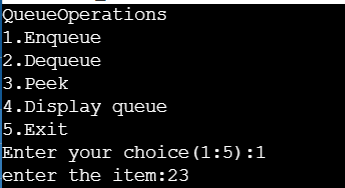 QueueOperations
1.Enqueue
2.Dequeue
3.Peek
4.Display queue
5.Exit
Enter your choice(1:5):1
enter the item:23